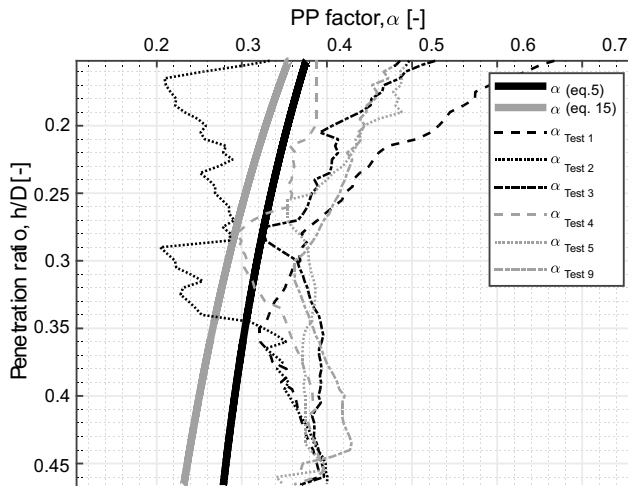 PP factor, α [-]
0.2 0.3 0.4 0.5 0.6 0.7
Penetration ratio, h/D [-]
0.2
0.25
0.3
0.35
0.4
0.45
α (eq.5)
α (eq. 15)
α Test 1
α Test 2
α Test 3
α Test 4
α Test 5
α Test 9